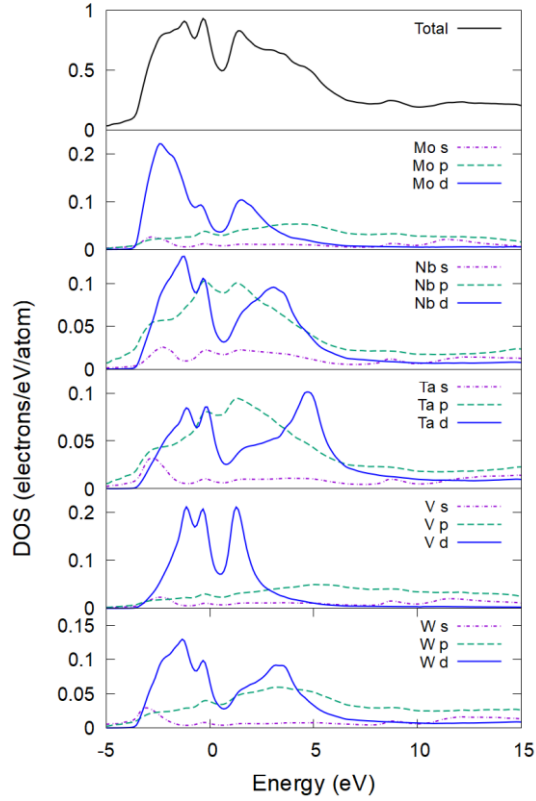 1
Total
0.5
0
0.2
Mo s
Mo p
Mo d
0.1
0
Nb s
0.1
Nb p
Nb d
0.05
0
0.1
Ta s
Ta p
Ta d
0.05
0
0.2
V s
V p
V d
0.1
0
0.15
W s
W p
0.1
W d
0.05
0
-5
0
5
10
15
Energy (eV)
DOS (electrons/eV/atom)